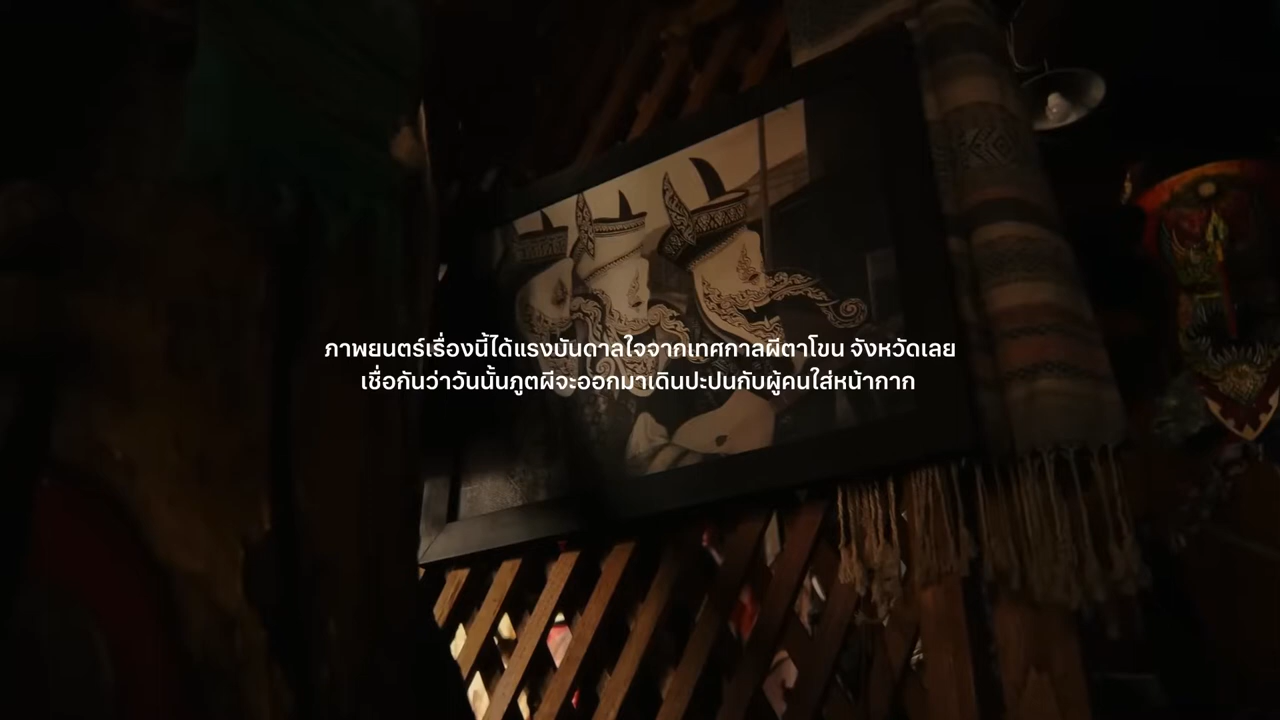 ภาพยนตร์เรื่องนี้ได้แรงบันดาลใจจากเทศกาลผีตาโขน จังหวัดเลย
เชื่อกันว่าวันนั้นภูตผีจะออกมาเดินปะปนกับผู้คนใส่หน้ากาก